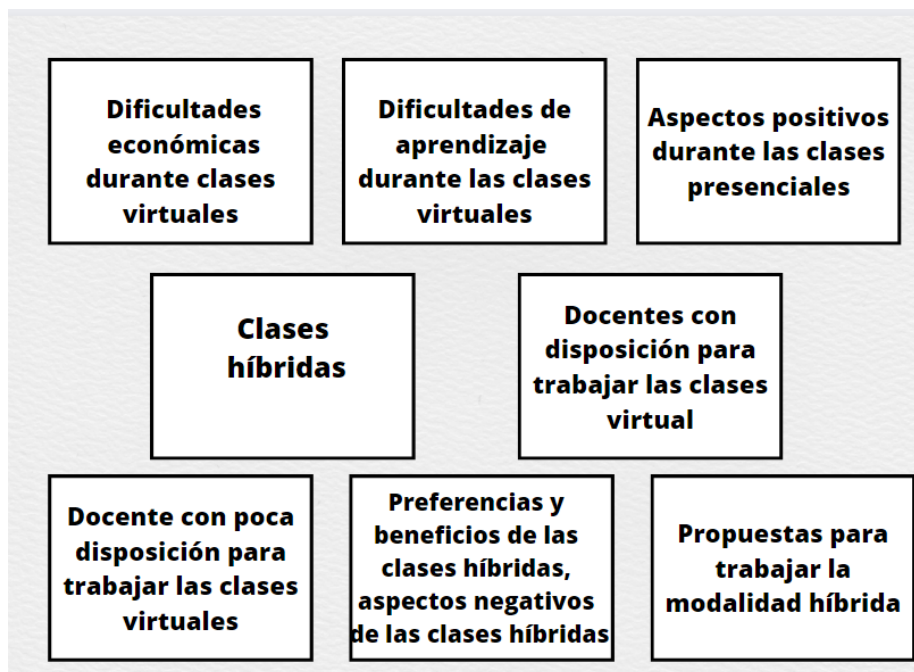 Dificultades
económicas
durante clases
virtuales
Dificultades de
aprendizaje
durante las clases
virtuales
Aspectos positivos
durante las clases
presenciales
Clases
híbridas
Docentes con
disposición para
trabajar las clases
virtual
Docente con poca
disposición para
trabajar las clases
virtuales
Preferencias y
beneficios de las
clases híbridas,
aspectos negativos
de las clases híbridas
Propuestas para
trabajar la
modalidad híbrida